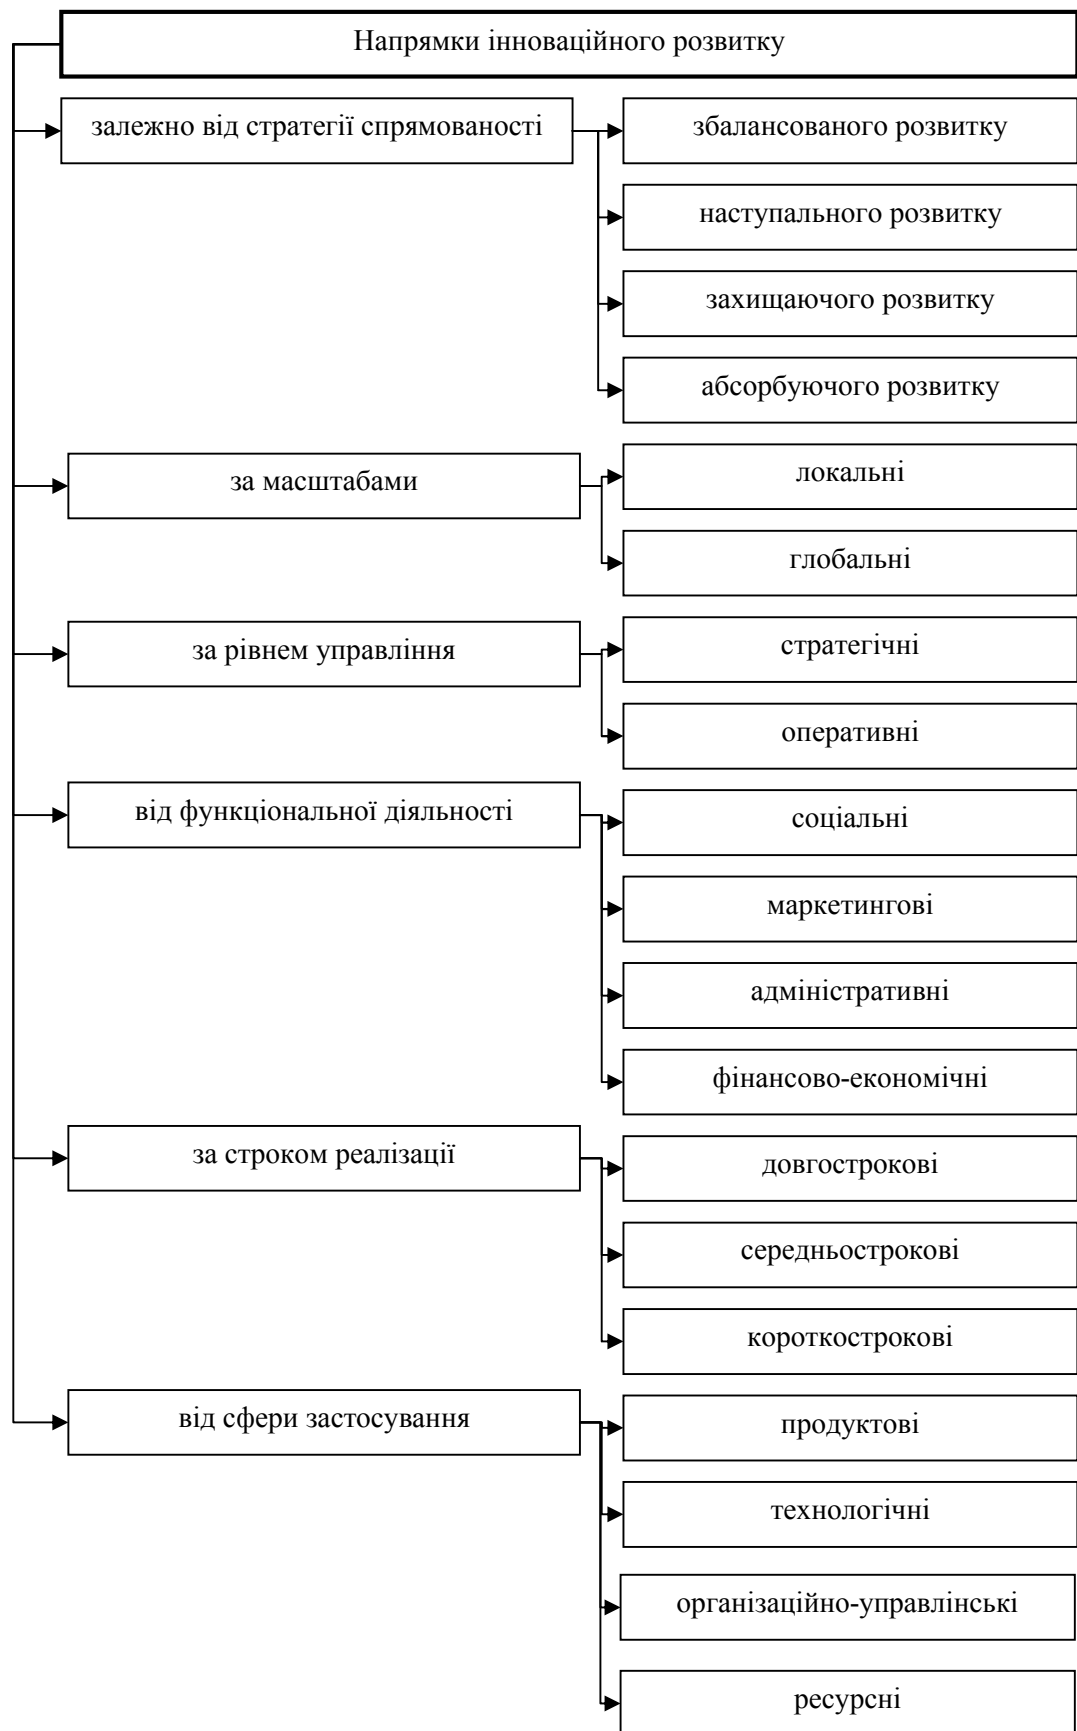 Напрямки інноваційного розвитку
залежно від стратегії спрямованості
збалансованого розвитку
наступального розвитку
захищаючого розвитку
абсорбуючого розвитку
за масштабами
локальні
глобальні
за рівнем управління
стратегічні
оперативні
від функціональної діяльності
соціальні
маркетингові
адміністративні
фінансово-економічні
за строком реалізації
довгострокові
середньострокові
короткострокові
від сфери застосування
продуктові
технологічні
організаційно-управлінські
ресурсні